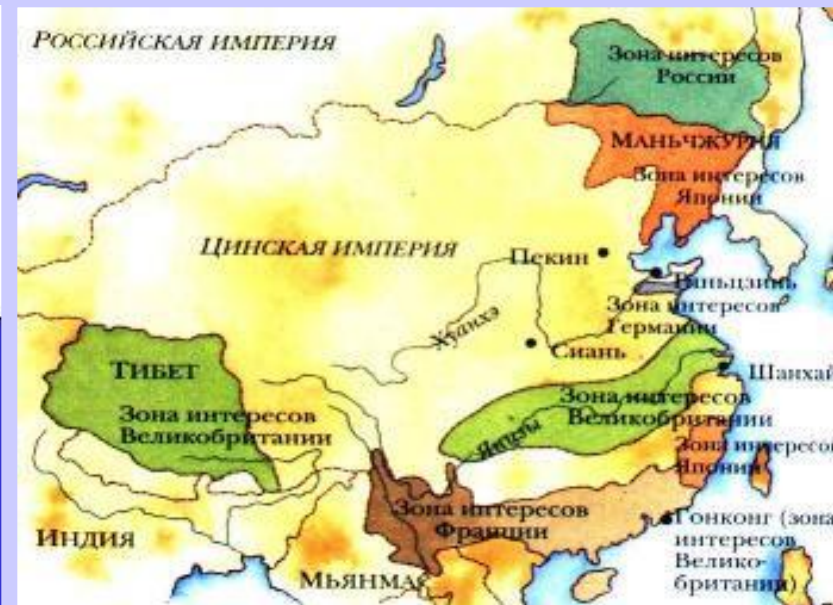 РОССИЙСКАЯ ИМПЕРИЯ
Зона интересов
России
МАНЬЧЖУРИЯ
Зона интересов
Японии
ЦИНСКАЯ ИМПЕРИЯ
Пекин
Тяньцзинь
Зона интересов
Германии
Хуанхэ
Сиань
Шанхай
ТИБЕТ
Зона интересов
Великобритании
Зона интересов
Великобритании
Янцзы
Зона интересов
Японии
Зона интересов
Франции
Гонконг (зона
интересов
Велико-
британии)
ИНДИЯ
МЬЯНМА